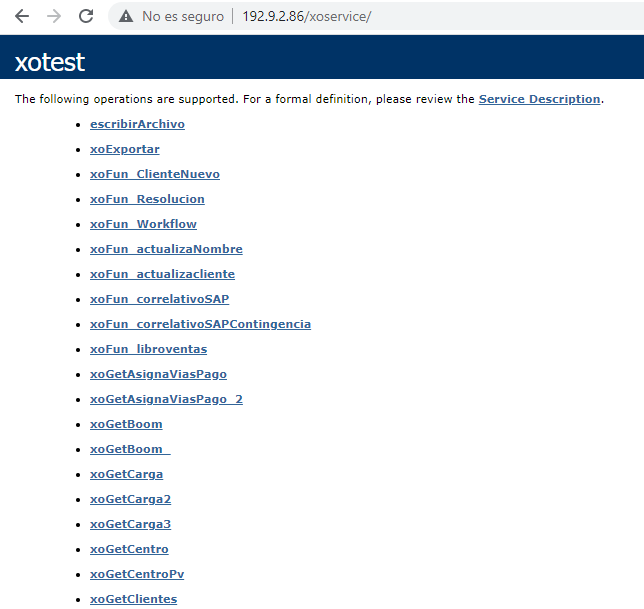 No es seguro | 192.9.2.86/xoservice/
xotest
The following operations are supported. For a formal definition, please review the Service Description.
escribirArchivo
xoExportar
xoFun_ClienteNuevo
xoFun_Resolucion
xoFun_Workflow
xoFun_actualizaNombre
xoFun_actualizacliente
xoFun_correlativoSAP
xoFun_correlativoSAPContingencia
xoFun_libroventas
xoGetAsignaViasPago
xoGetAsignaViasPago_2
xoGetBoom
xoGetBoom_
xoGetCarga
xoGetCarga2
xoGetCarga3
xoGetCentro
xoGetCentroPv
xoGetClientes